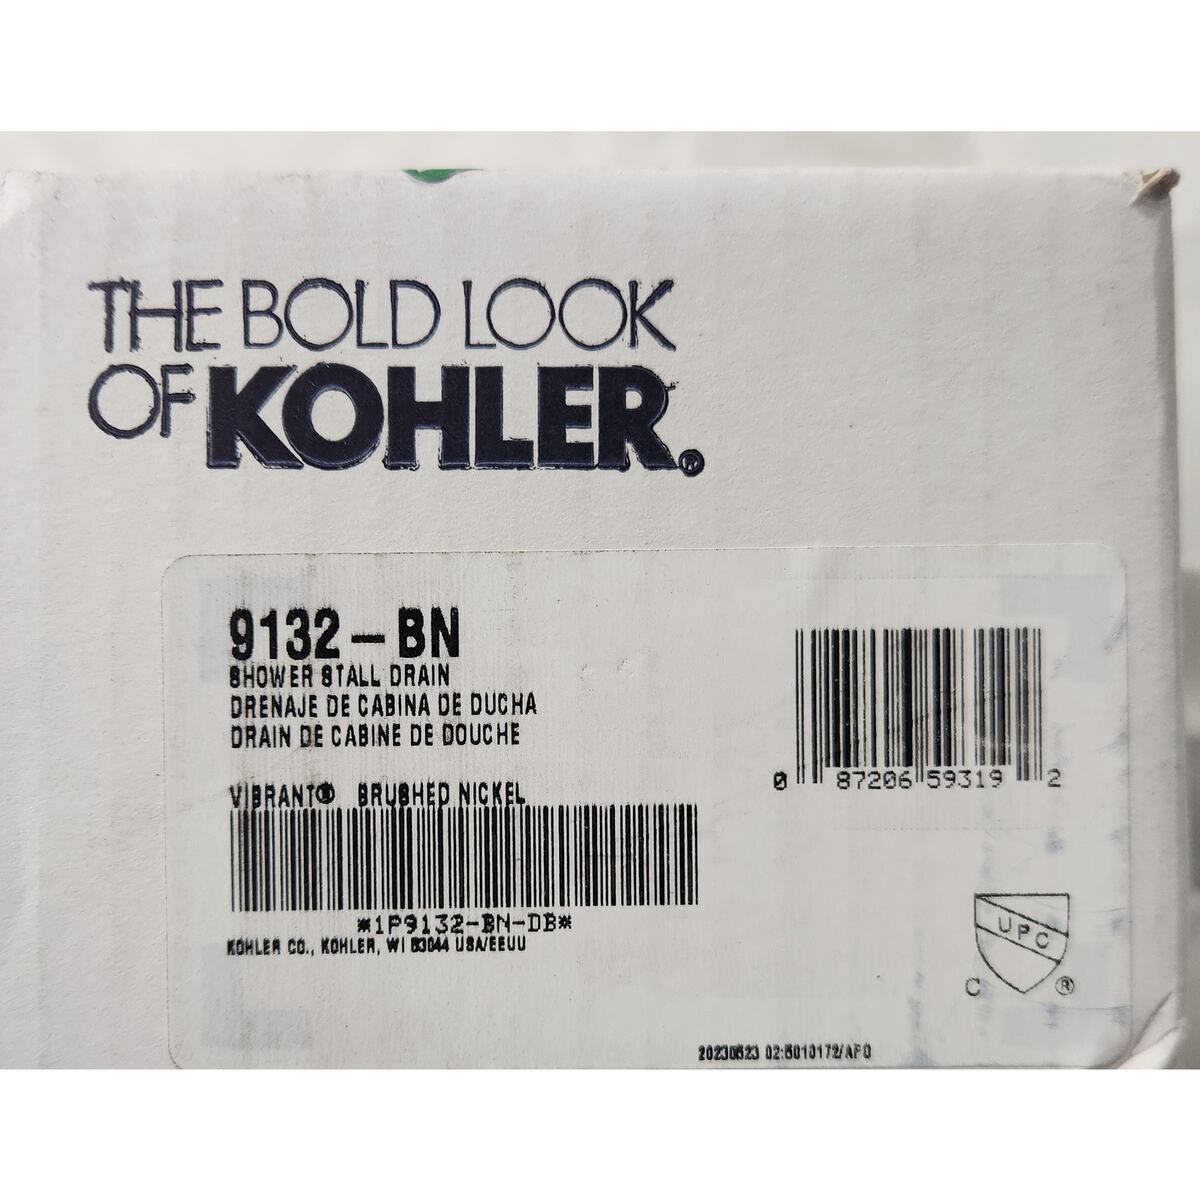 THE BOLD LOOK
OF KOHLER®
9132-BN
SHOWER STALL DRAIN
DRENAJE DE CABINA DE DUCHA
DRAIN DE CABINE DE DOUCHE
VIBRANT® BRUSHED NICKEL
0 87206 59319 2
*1P9132-BN-DB*
KOHLER CO., KOHLER, WI 53044 USA/EEUU
UPC
C ®
20230523